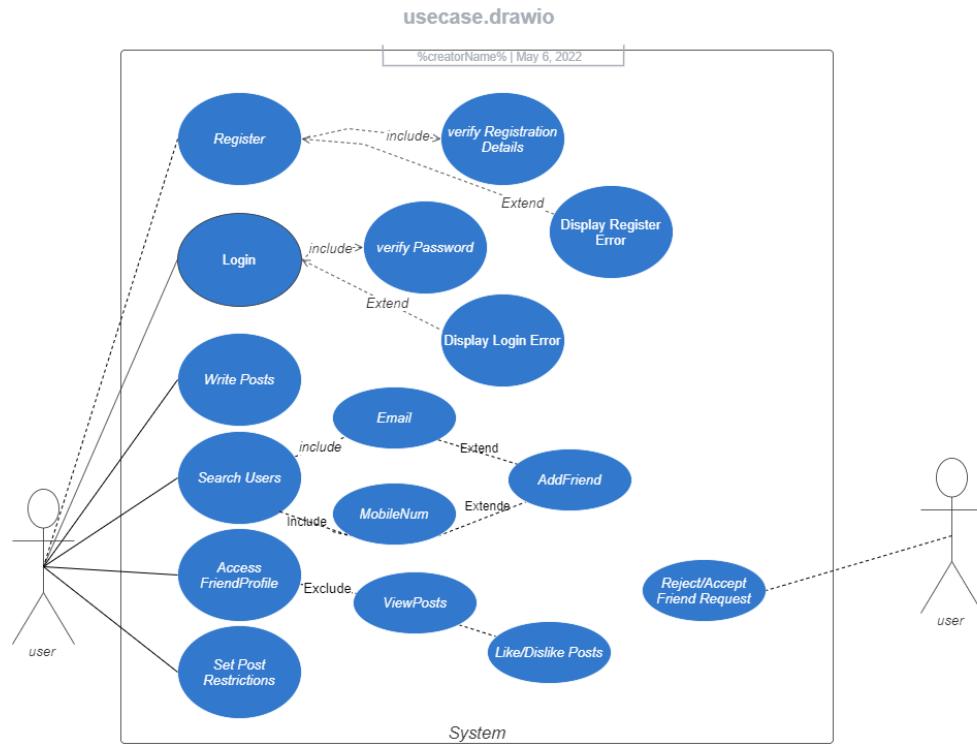 usecase.drawio
%creatorName% | May 6, 2022
Register
include
verify Registration
Details
Extend
Display Register
Error
Login
include
verify Password
Extend
Display Login Error
Write Posts
Email
include
Extend
Search Users
AddFriend
Include
MobileNum
Extende
Access
FriendProfile
Exclude
ViewPosts
Reject/Accept
Friend Request
user
user
Like/Dislike Posts
Set Post
Restrictions
System